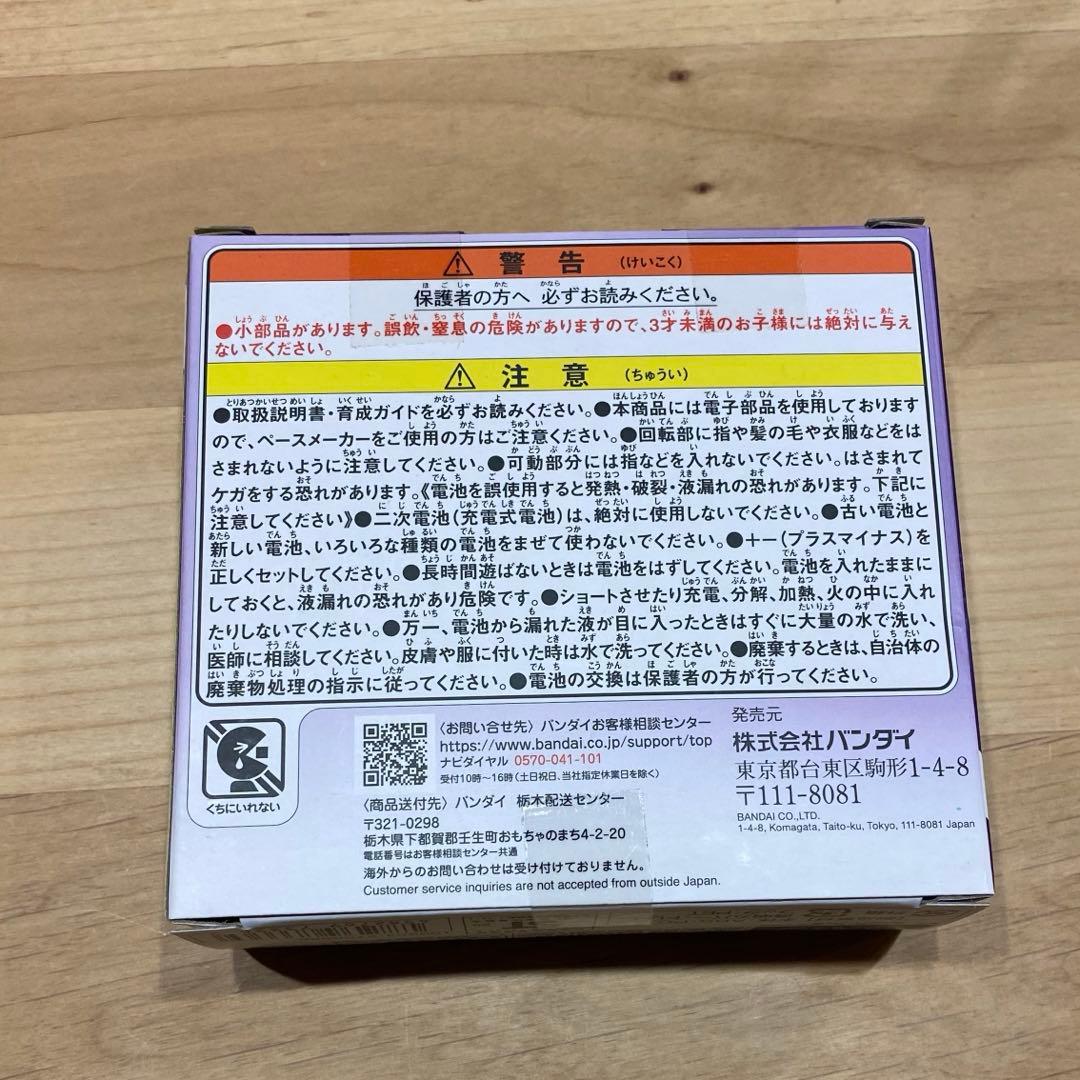 警告 (けいこく)
保護者の方へ 必ずお読みください。
●小部品があります。誤飲・窒息の危険がありますので、3才未満のお子様には絶対に与え
ないでください。
注意 (ちゅうい)
●取扱説明書・育成ガイドを必ずお読みください。●本商品には電子部品を使用しております
ので、ペースメーカーをご使用の方はご注意ください。●回転部に指や髪の毛や衣服などをは
さまれないように注意してください。●可動部分には指などを入れないでください。はさまれて
ケガをする恐れがあります。《電池を誤使用すると発熱・破裂・液漏れの恐れがあります。下記に
注意してください》●二次電池(充電式電池)は、絶対に使用しないでください。●古い電池と
新しい電池、いろいろな種類の電池をまぜて使わないでください。●+-(プラスマイナス)を
正しくセットしてください。●長時間遊ばないときは電池をはずしてください。電池を入れたままに
しておくと、液漏れの恐れがあり危険です。●ショートさせたり充電、分解、加熱、火の中に入れ
たりしないでください。●万一、電池から漏れた液が目に入ったときはすぐに大量の水で洗い、
医師に相談してください。皮膚や服に付いた時は水で洗ってください。●廃棄するときは、自治体の
廃棄物処理の指示に従ってください。●電池の交換は保護者の方が行ってください。
くちにいれない
〈お問い合せ先〉バンダイお客様相談センター
https://www.bandai.co.jp/support/top
ナビダイヤル 0570-041-101
受付10時~16時(土日祝日、当社指定休業日を除く)
〈商品送付先〉バンダイ 栃木配送センター
〒321-0298
栃木県下都賀郡壬生町おもちゃのまち4-2-20
電話番号はお客様相談センター共通
海外からのお問い合わせは受け付けておりません。
Customer service inquiries are not accepted from outside Japan.
発売元
株式会社バンダイ
東京都台東区駒形1-4-8
〒111-8081
BANDAI CO.,LTD.
1-4-8, Komagata, Taito-ku, Tokyo, 111-8081 Japan